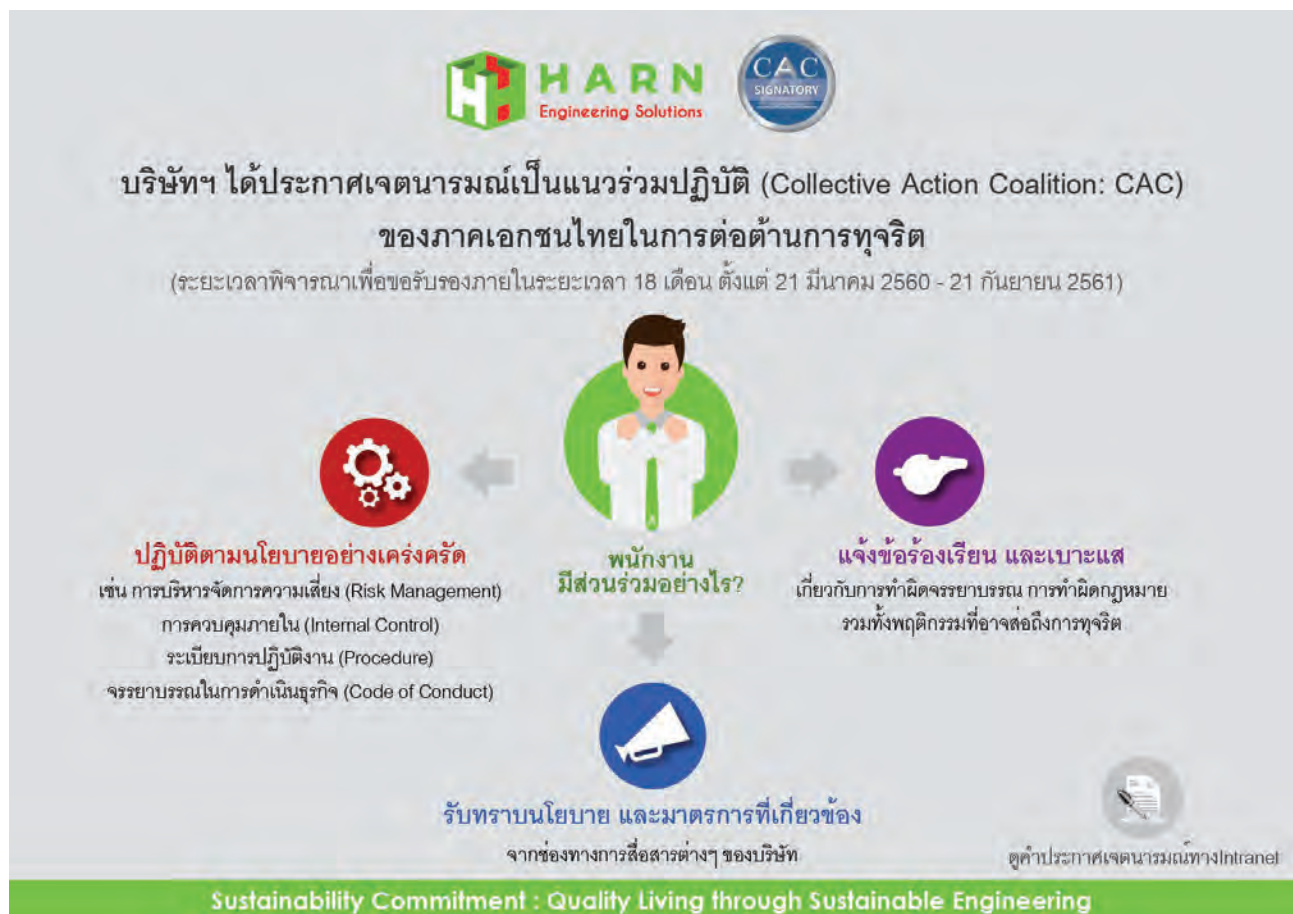 HARN
Engineering Solutions
CAC
SIGNATORY
บริษัทฯ ได้ประกาศเจตนารมณ์เป็นแนวร่วมปฏิบัติ (Collective Action Coalition: CAC)
ของภาคเอกชนไทยในการต่อต้านการทุจริต
(ระยะเวลาพิจารณาเพื่อขอรับรองภายในระยะเวลา 18 เดือน ตั้งแต่ 21 มีนาคม 2560 - 21 กันยายน 2561)
ปฏิบัติตามนโยบายอย่างเคร่งครัด
เช่น การบริหารจัดการความเสี่ยง (Risk Management)
การควบคุมภายใน (Internal Control)
ระเบียบการปฏิบัติงาน (Procedure)
จรรยาบรรณในการดำเนินธุรกิจ (Code of Conduct)
พนักงาน
มีส่วนร่วมอย่างไร?
แจ้งข้อร้องเรียน และเบาะแส
เกี่ยวกับการทำผิดจรรยาบรรณ การทำผิดกฎหมาย
รวมทั้งพฤติกรรมที่อาจส่อถึงการทุจริต
รับทราบนโยบาย และมาตรการที่เกี่ยวข้อง
จากช่องทางการสื่อสารต่างๆ ของบริษัท
ดูคำประกาศเจตนารมณ์ทางIntranet
Sustainability Commitment : Quality Living through Sustainable Engineering